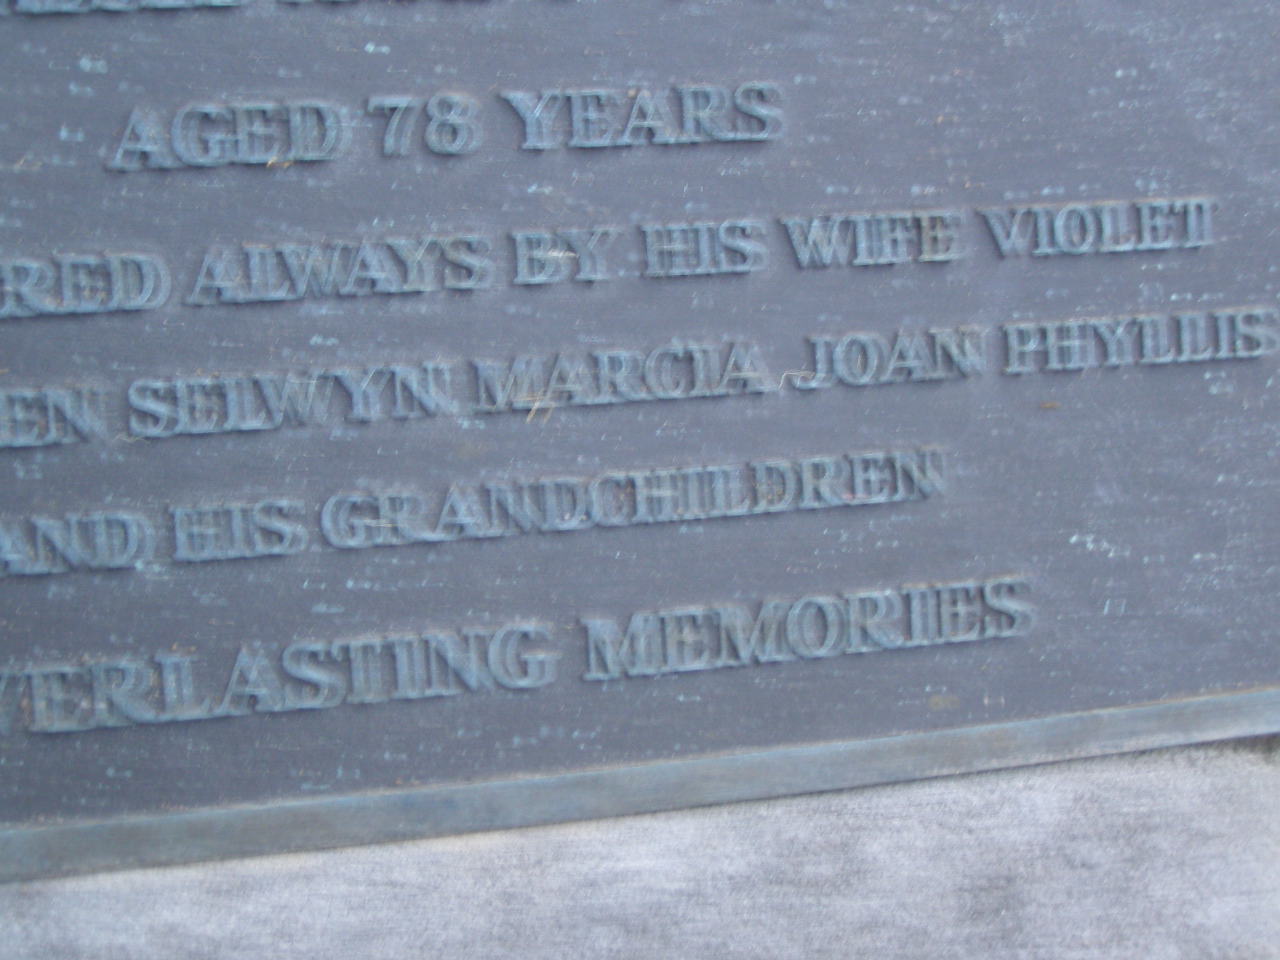 AGED 78 YEARS
RED ALWAYS BY HIS WIFE VIOLET
EN SELWYN MARCIA JOAN PHYLLIS
AND HIS GRANDCHILDREN
VERLASTING MEMORIES